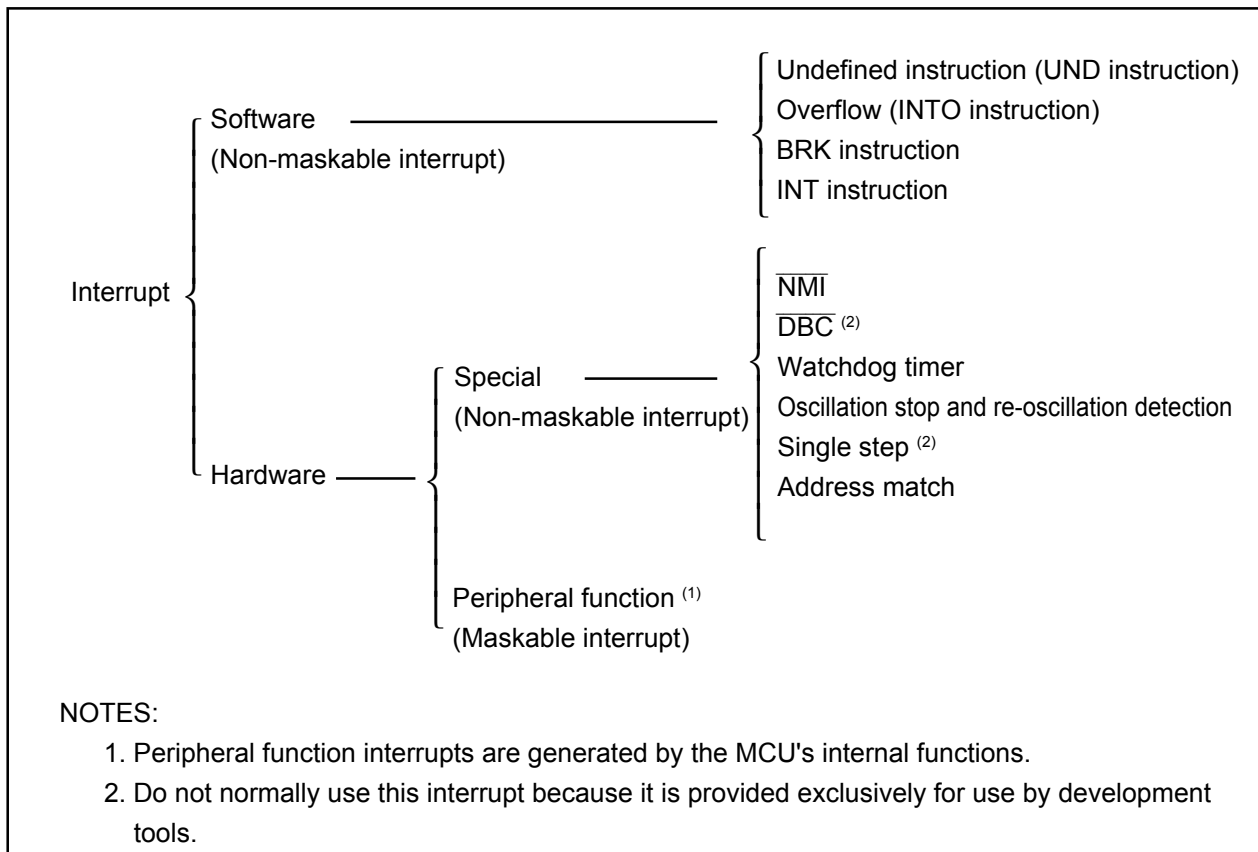 Undefined instruction (UND instruction)
Overflow (INTO instruction)
BRK instruction
INT instruction
Software
(Non-maskable interrupt)
Interrupt
NMI
DBC (2)
Watchdog timer
Oscillation stop and re-oscillation detection
Single step (2)
Address match
Special
(Non-maskable interrupt)
Hardware
Peripheral function (1)
(Maskable interrupt)
NOTES:
1. Peripheral function interrupts are generated by the MCU's internal functions.
2. Do not normally use this interrupt because it is provided exclusively for use by development
tools.